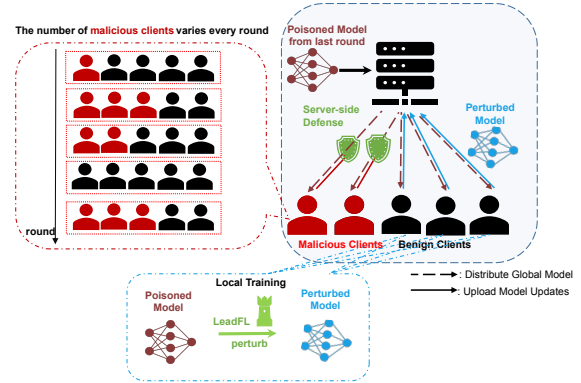 The number of malicious clients varies every round
round
Poisoned Model
from last round
Server-side
Defense
Perturbed
Model
Malicious Clients
Benign Clients
Local Training
Poisoned
Model
LeadFL
perturb
Perturbed
Model
: Distribute Global Model
: Upload Model Updates